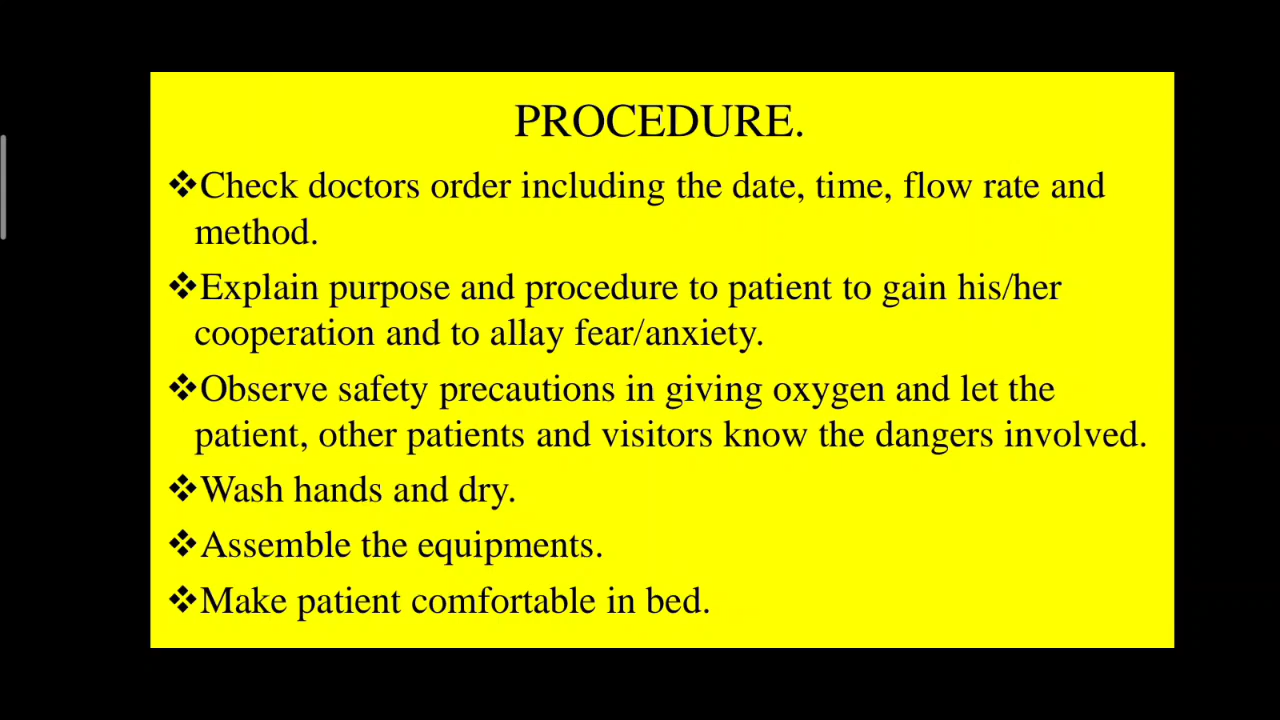 PROCEDURE.
❖Check doctors order including the date, time, flow rate and
method.
❖Explain purpose and procedure to patient to gain his/her
cooperation and to allay fear/anxiety.
❖Observe safety precautions in giving oxygen and let the
patient, other patients and visitors know the dangers involved.
❖Wash hands and dry.
❖Assemble the equipments.
❖Make patient comfortable in bed.